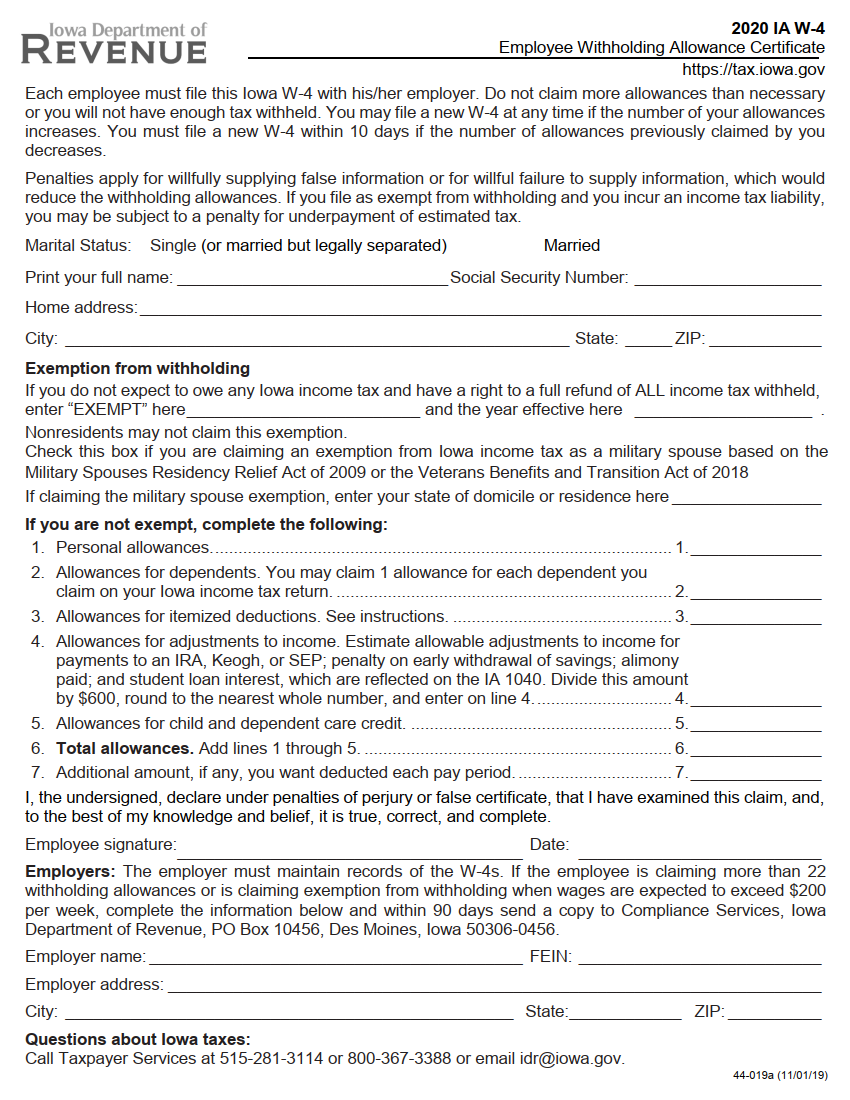 Iowa Department of
REVENUE
2020 IA W-4
Employee Withholding Allowance Certificate
https://tax.iowa.gov
Each employee must file this Iowa W-4 with his/her employer. Do not claim more allowances than necessary
or you will not have enough tax withheld. You may file a new W-4 at any time if the number of your allowances
increases. You must file a new W-4 within 10 days if the number of allowances previously claimed by you
decreases.
Penalties apply for willfully supplying false information or for willful failure to supply information, which would
reduce the withholding allowances. If you file as exempt from withholding and you incur an income tax liability,
you may be subject to a penalty for underpayment of estimated tax.
Marital Status: Single (or married but legally separated) Married
Print your full name: ____ Social Security Number: ____
Home address: ____
City: ____ State: ____ ZIP: ____
Exemption from withholding
If you do not expect to owe any Iowa income tax and have a right to a full refund of ALL income tax withheld,
enter “EXEMPT” here ____ and the year effective here ____ .
Nonresidents may not claim this exemption.
Check this box if you are claiming an exemption from Iowa income tax as a military spouse based on the
Military Spouses Residency Relief Act of 2009 or the Veterans Benefits and Transition Act of 2018
If claiming the military spouse exemption, enter your state of domicile or residence here ____
If you are not exempt, complete the following:
1. Personal allowances. .... 1. ____
2. Allowances for dependents. You may claim 1 allowance for each dependent you
claim on your Iowa income tax return. .... 2. ____
3. Allowances for itemized deductions. See instructions. .... 3. ____
4. Allowances for adjustments to income. Estimate allowable adjustments to income for
payments to an IRA, Keogh, or SEP; penalty on early withdrawal of savings; alimony
paid; and student loan interest, which are reflected on the IA 1040. Divide this amount
by $600, round to the nearest whole number, and enter on line 4. .... 4. ____
5. Allowances for child and dependent care credit. .... 5. ____
6. Total allowances. Add lines 1 through 5. .... 6. ____
7. Additional amount, if any, you want deducted each pay period. .... 7. ____
I, the undersigned, declare under penalties of perjury or false certificate, that I have examined this claim, and,
to the best of my knowledge and belief, it is true, correct, and complete.
Employee signature: ____ Date: ____
Employers: The employer must maintain records of the W-4s. If the employee is claiming more than 22
withholding allowances or is claiming exemption from withholding when wages are expected to exceed $200
per week, complete the information below and within 90 days send a copy to Compliance Services, Iowa
Department of Revenue, PO Box 10456, Des Moines, Iowa 50306-0456.
Employer name: ____ FEIN: ____
Employer address: ____
City: ____ State: ____ ZIP: ____
Questions about Iowa taxes:
Call Taxpayer Services at 515-281-3114 or 800-367-3388 or email idr@iowa.gov.
44-019a (11/01/19)